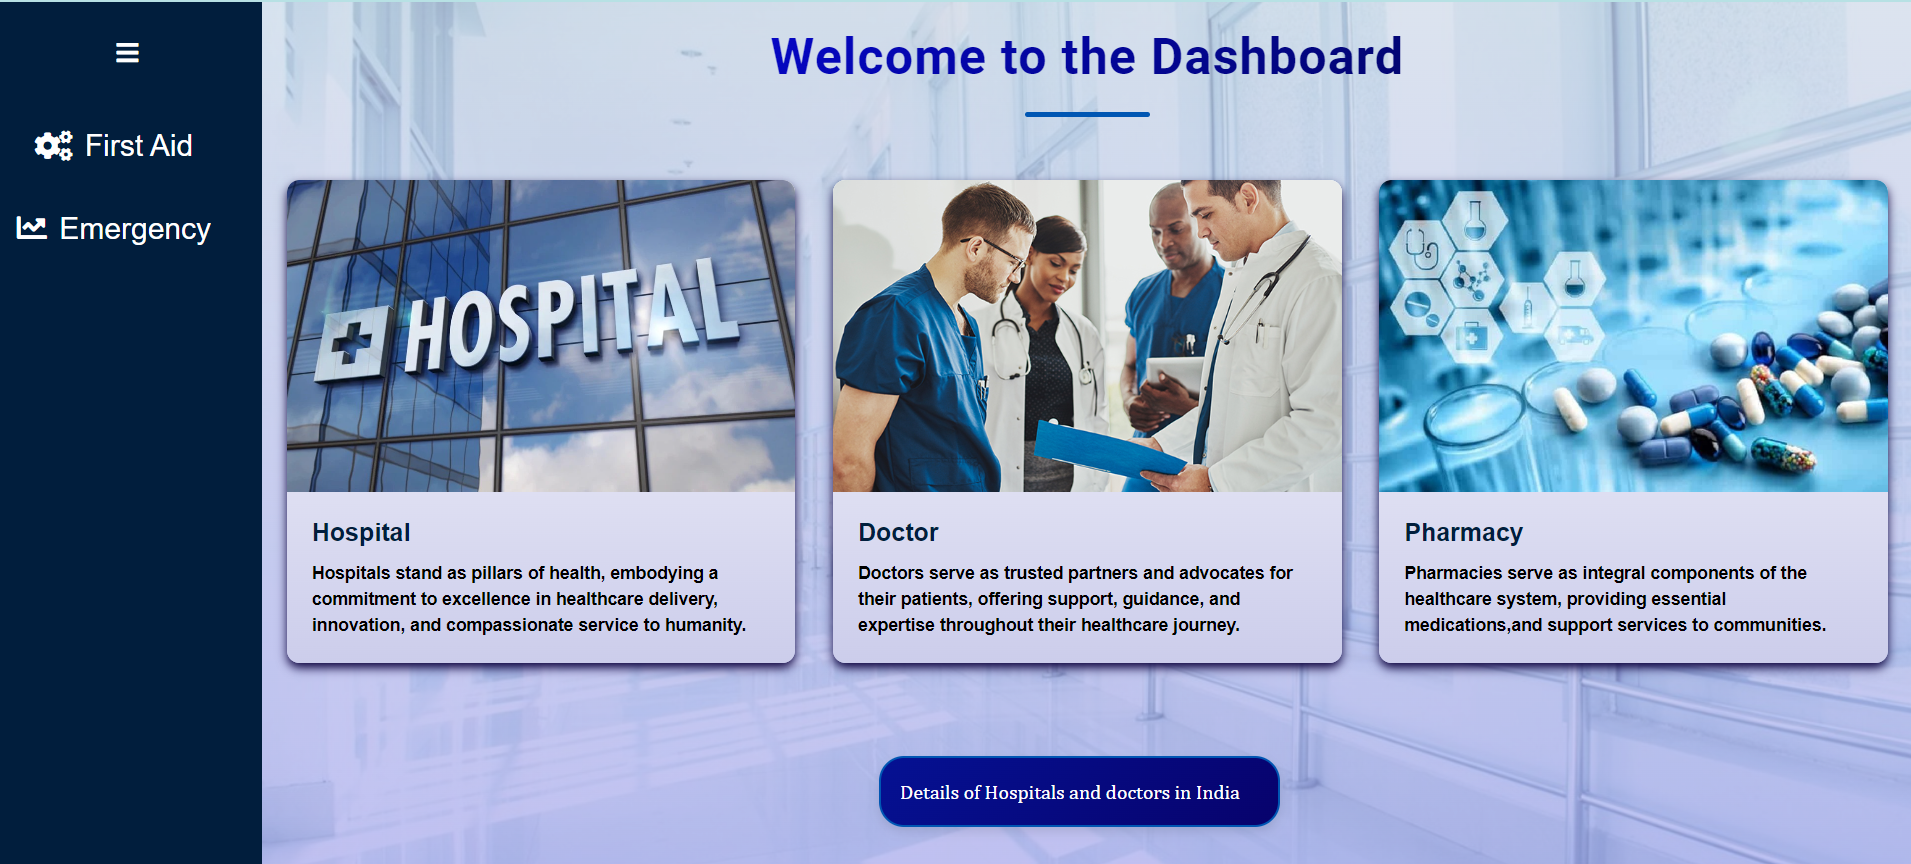 Welcome to the Dashboard
First Aid
Emergency
HOSPITAL
Hospital
Hospitals stand as pillars of health, embodying a
commitment to excellence in healthcare delivery,
innovation, and compassionate service to humanity.
Doctor
Doctors serve as trusted partners and advocates for
their patients, offering support, guidance, and
expertise throughout their healthcare journey.
Pharmacy
Pharmacies serve as integral components of the
healthcare system, providing essential
medications,and support services to communities.
Details of Hospitals and doctors in India